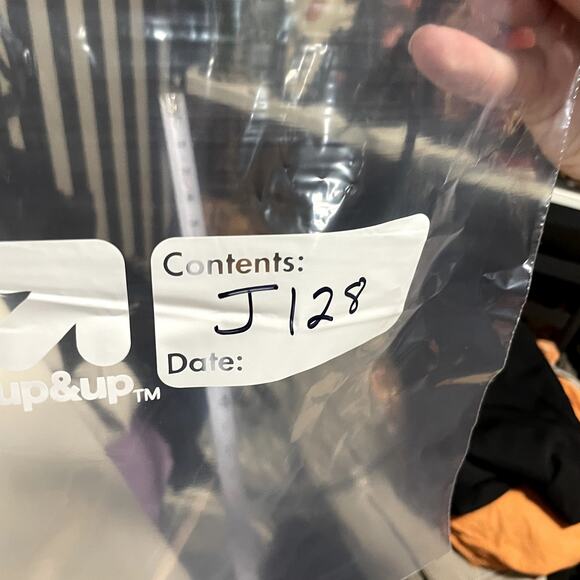 Contents:
J128
Date:
up&up™